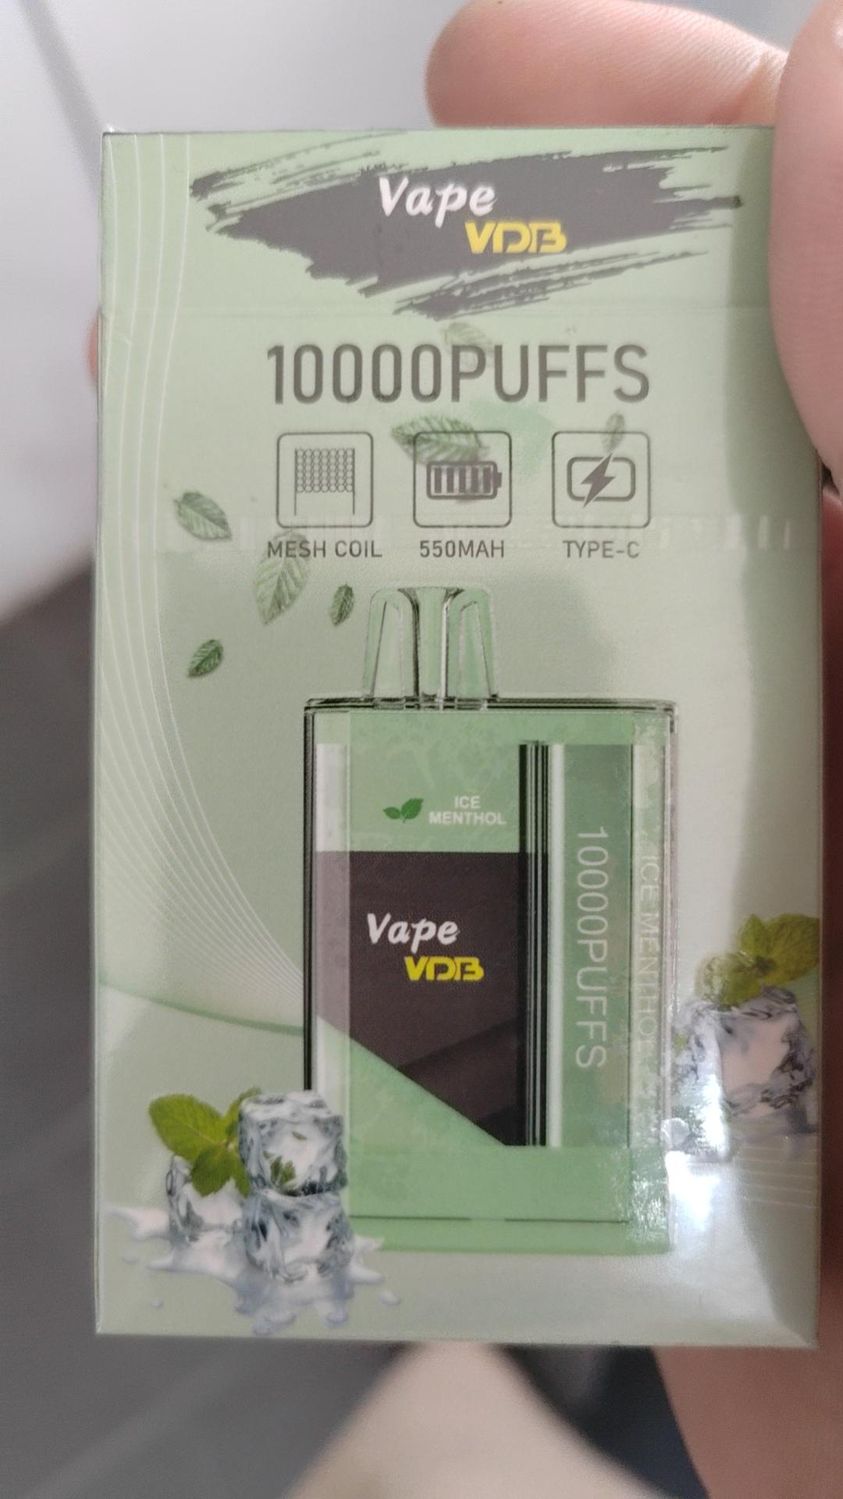 Vape
VDB
10000PUFFS
MESH COIL
550MAH
TYPE-C
ICE
MENTHOL
Vape
VDB
10000PUFFS
ICE MENTHOL